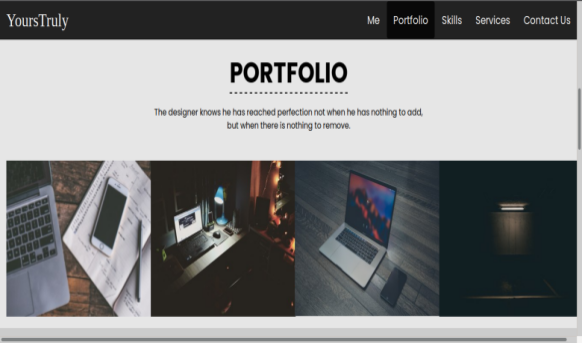 YoursTruly
Me Portfolio Skills Services Contact Us
PORTFOLIO
The designer knows he has reached perfection not when he has nothing to add,
but when there is nothing to remove.